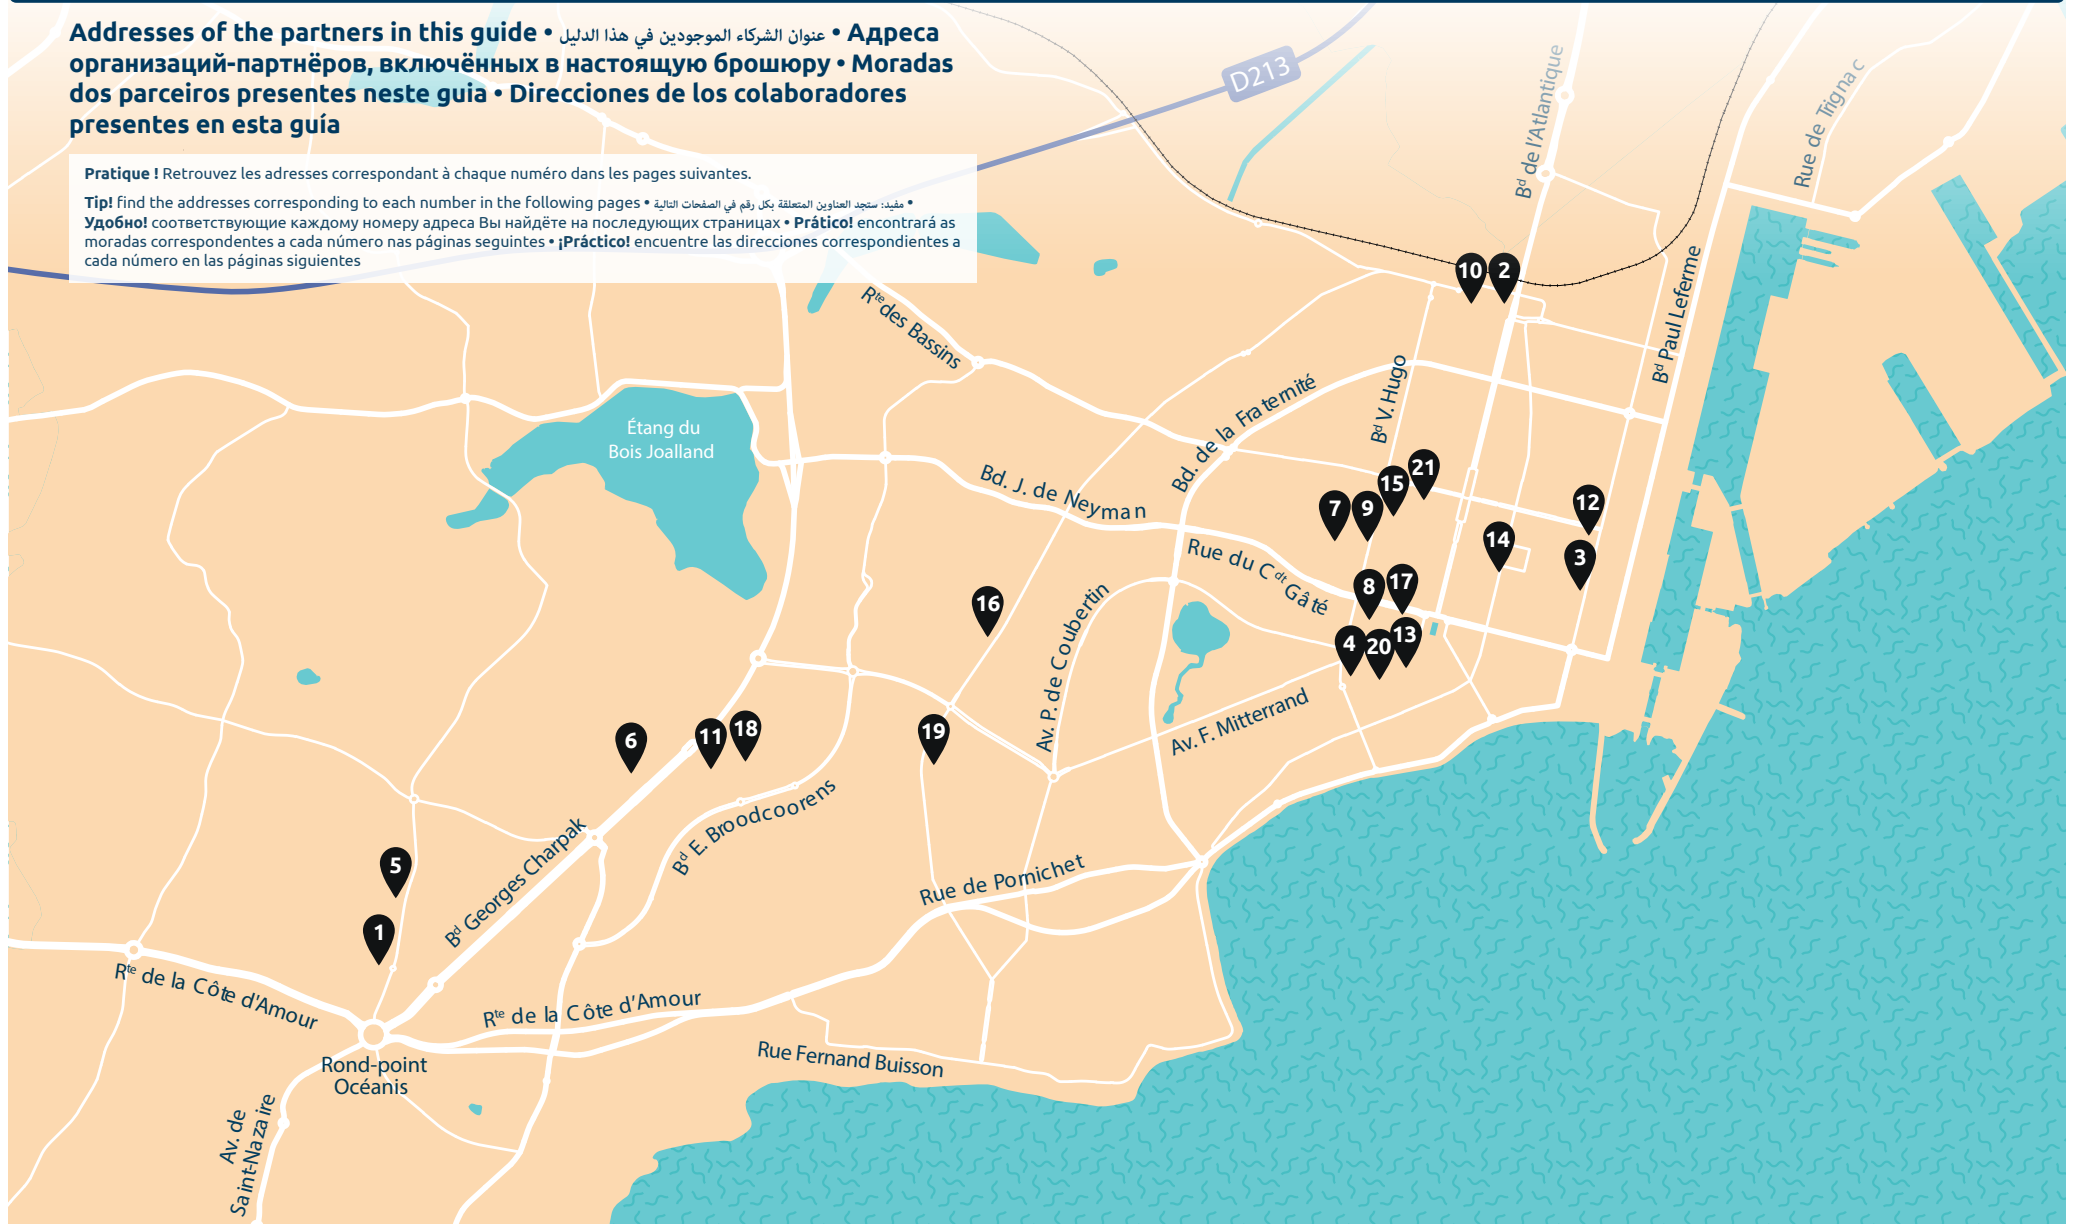 Addresses of the partners in this guide • عنوان الشركاء الموجودين في هذا الدليل • Адреса
организаций-партнёров, включённых в настоящую брошюру • Moradas
dos parceiros presentes neste guia • Direcciones de los colaboradores
presentes en esta guía
Pratique ! Retrouvez les adresses correspondant à chaque numéro dans les pages suivantes.
Tip! find the addresses corresponding to each number in the following pages • مفيد: ستجد العناوين المتعلقة بكل رقم في الصفحات التالية •
Удобно! соответствующие каждому номеру адреса Вы найдёте на последующих страницах • Prático! encontrará as
moradas correspondentes a cada número nas páginas seguintes • ¡Práctico! encuentre las direcciones correspondientes a
cada número en las páginas siguientes
D213
Bd de l'Atlantique
Rue de Trignac
Rte des Bassins
10
2
Bd Paul Leferme
Bd. de la Fraternité
Bd V. Hugo
Étang du
Bois Joalland
Bd. J. de Neyman
21
15
7
9
12
14
3
Rue du Cdt Gâté
8
17
16
Av. P. de Coubertin
4
20
13
Av. F. Mitterrand
6
11
18
19
Bd E. Broodcoorens
Bd Georges Charpak
5
1
Rue de Pornichet
Rte de la Côte d'Amour
Rte de la Côte d'Amour
Rond-point
Océanis
Rue Fernand Buisson
Av. de
Saint-Nazaire